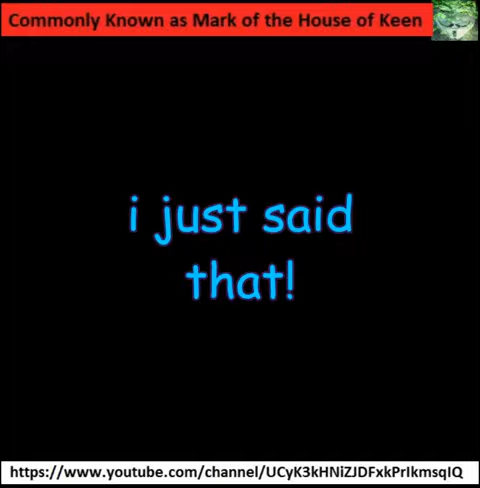 Commonly Known as Mark of the House of Keen
i just said
that!
https://www.youtube.com/channel/UCyK3kHNiZJDFxkPrIkmsqIQ